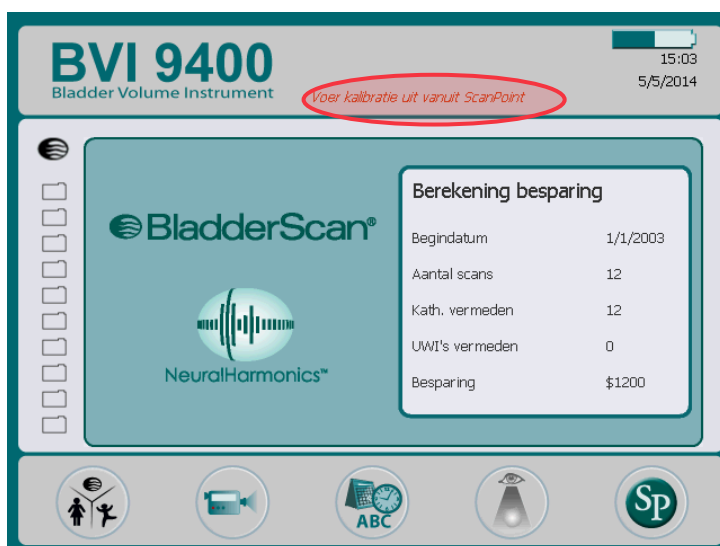 BVI 9400
Bladder Volume Instrument
Voer kalibratie uit vanuit ScanPoint
15:03
5/5/2014
BladderScan®
NeuralHarmonics™
Berekening besparing
Begindatum 1/1/2003
Aantal scans 12
Kath. vermeden 12
UWI's vermeden 0
Besparing $1200
ABC
Sp